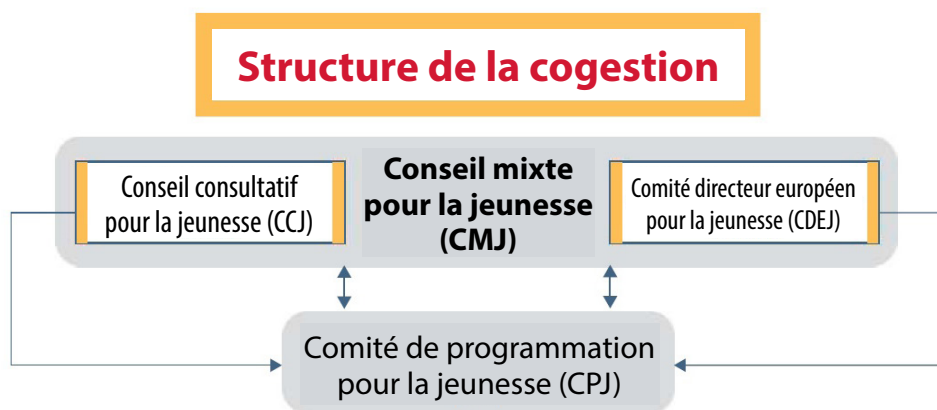 Structure de la cogestion
Conseil consultatif
pour la jeunesse (CCJ)
Conseil mixte
pour la jeunesse
(CMJ)
Comité directeur européen
pour la jeunesse (CDEJ)
Comité de programmation
pour la jeunesse (CPJ)